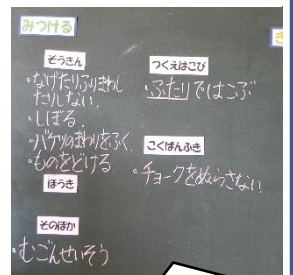 みつける
ぞうきん
・なげたりふりまわし
たりしない。
・しぼる。
・バケツのまわりをふく。
・ものをどける
ほうき
そのほか
・むごんせいそう
つくえはこび
・ふたりではこぶ
こくばんふき
・チョークをぬらさない
き